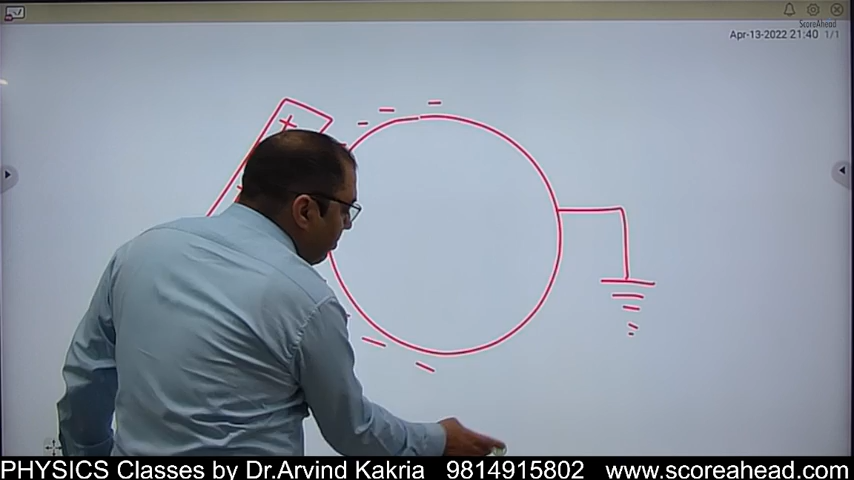 ScoreAhead
Apr-13-2022 21:40 1/1
+
PHYSICS Classes by Dr.Arvind Kakria 9814915802 www.scoreahead.com